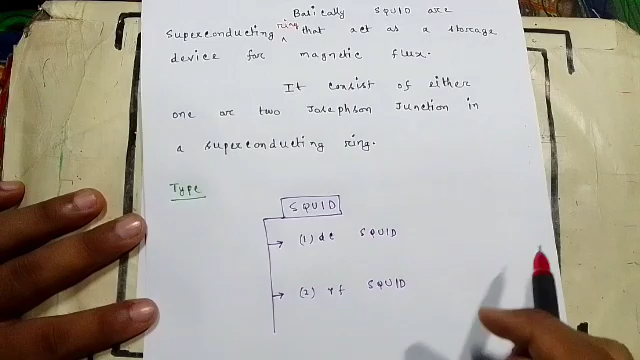 Basically SQUID are
Superconducting ring that act as a storage
device for magnetic flux.
It consist of either
one or two Josephson Junction in
a superconducting ring.
Type
SQUID
(1) dc SQUID
(2) rf SQUID